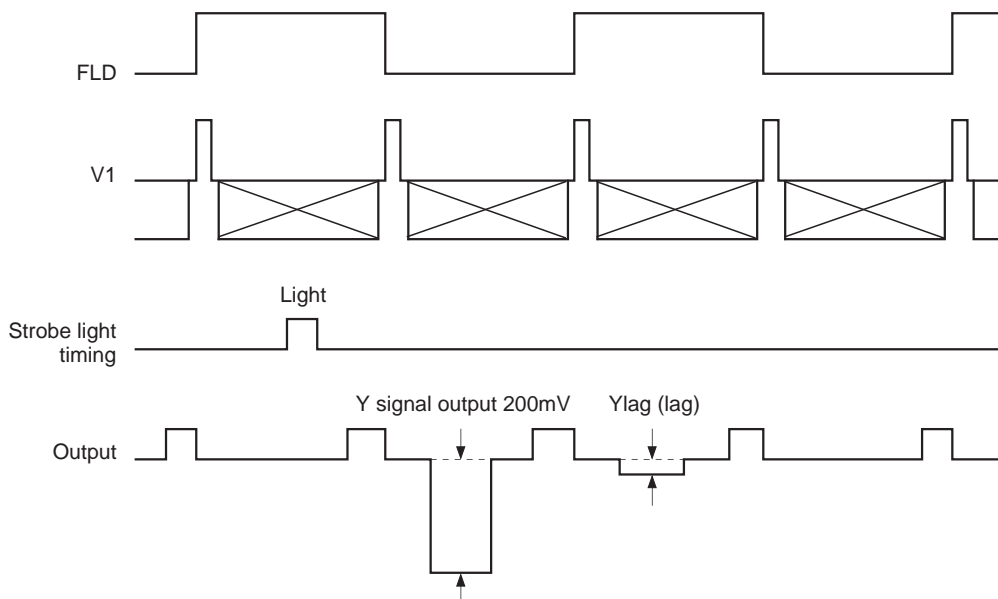 FLD
V1
Light
Strobe light
timing
Y signal output 200mV
Ylag (lag)
Output